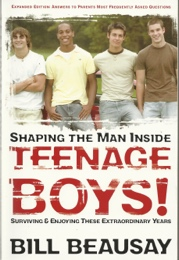 EXPANDED EDITION! ANSWERS TO PARENTS MOST FREQUENTLY ASKED QUESTIONS
SHAPING THE MAN INSIDE
TEENAGE
BOYS!
SURVIVING & ENJOYING THESE EXTRAORDINARY YEARS
BILL BEAUSAY